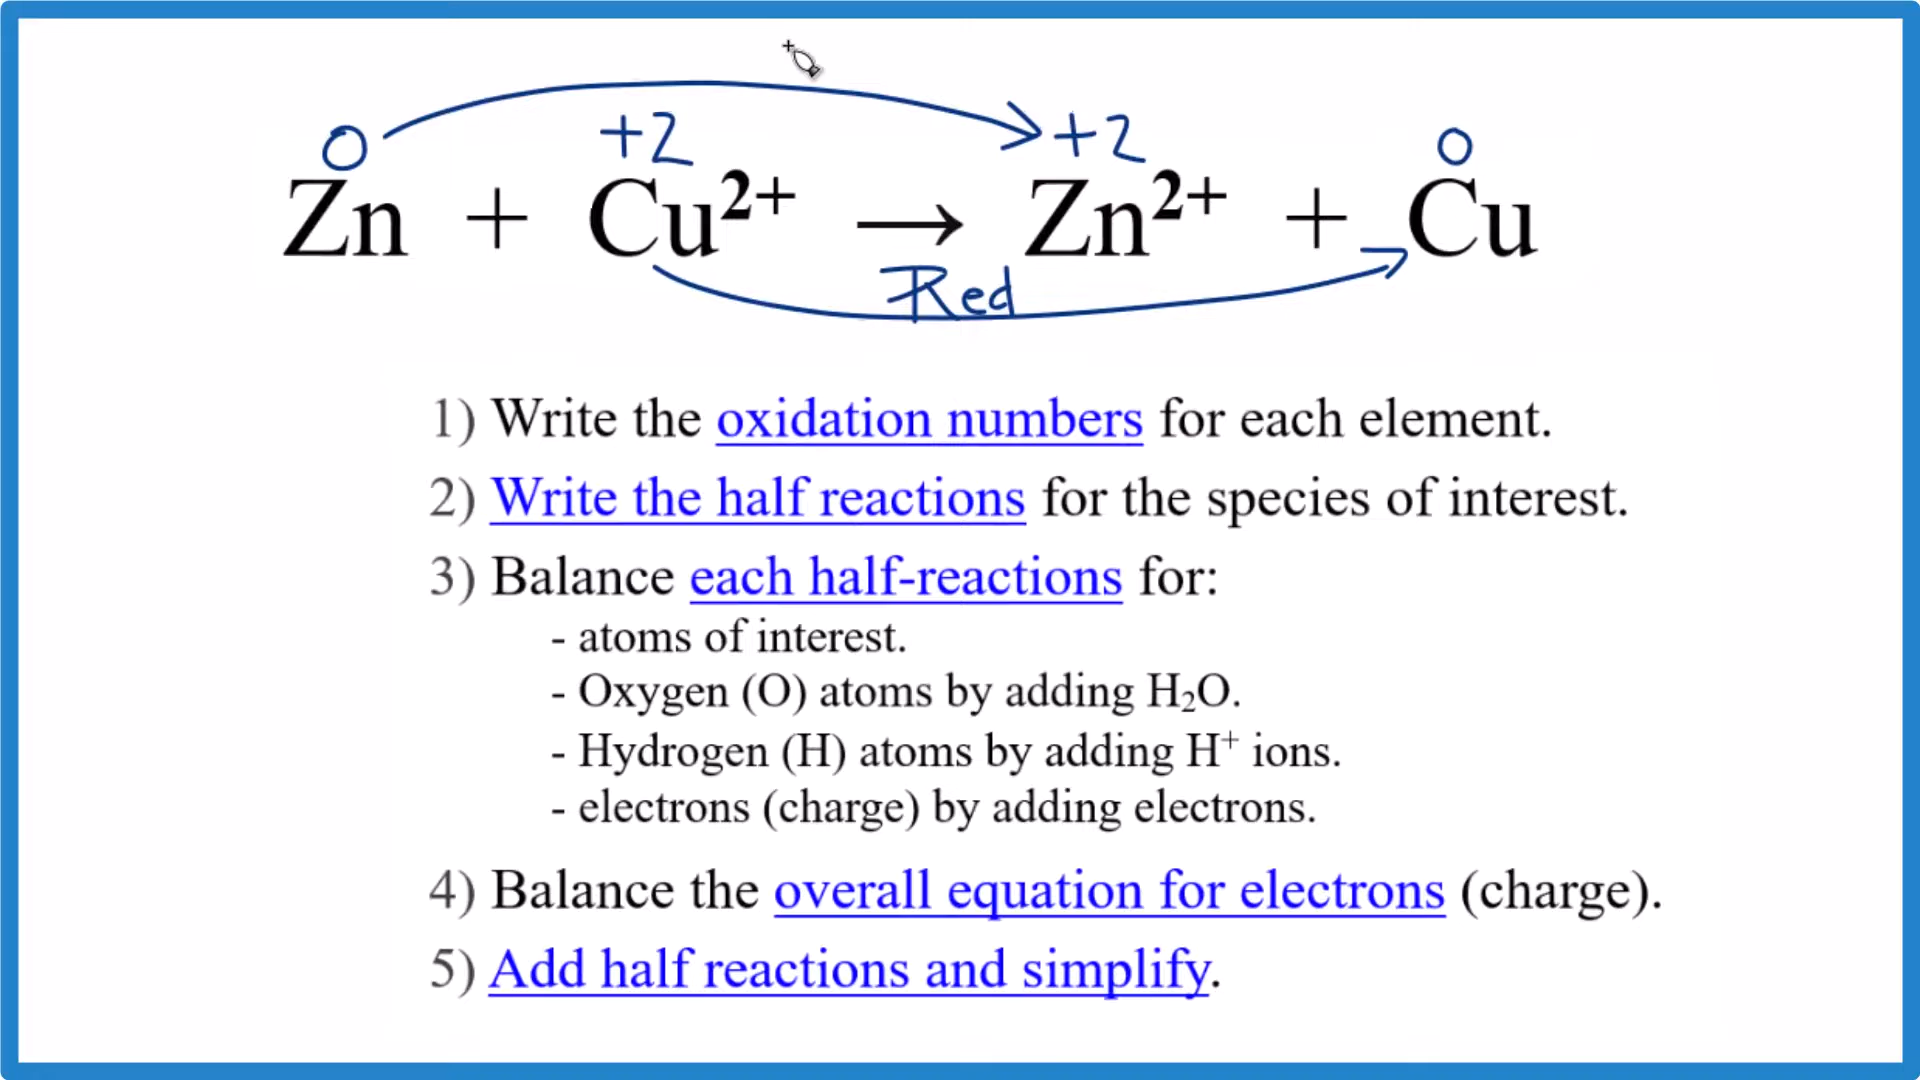 0 +2 +2 0
Zn + Cu²⁺ → Zn²⁺ + Cu
Red
1) Write the oxidation numbers for each element.
2) Write the half reactions for the species of interest.
3) Balance each half-reactions for:
- atoms of interest.
- Oxygen (O) atoms by adding H₂O.
- Hydrogen (H) atoms by adding H⁺ ions.
- electrons (charge) by adding electrons.
4) Balance the overall equation for electrons (charge).
5) Add half reactions and simplify.